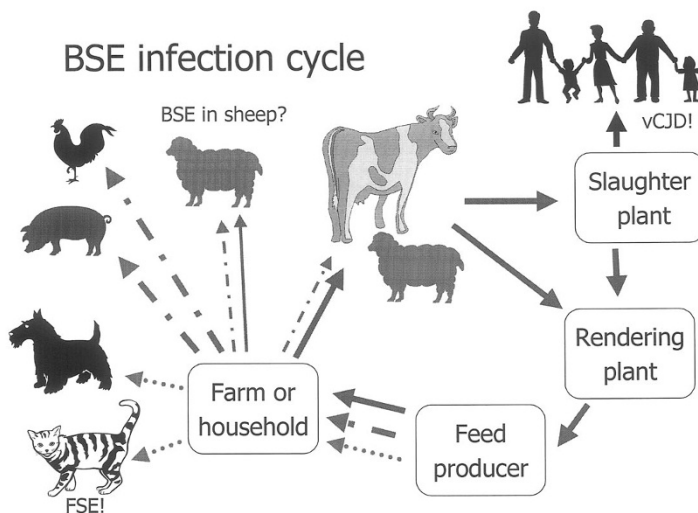 BSE infection cycle
BSE in sheep?
vCJD!
Slaughter
plant
Rendering
plant
Farm or
household
Feed
producer
FSE!